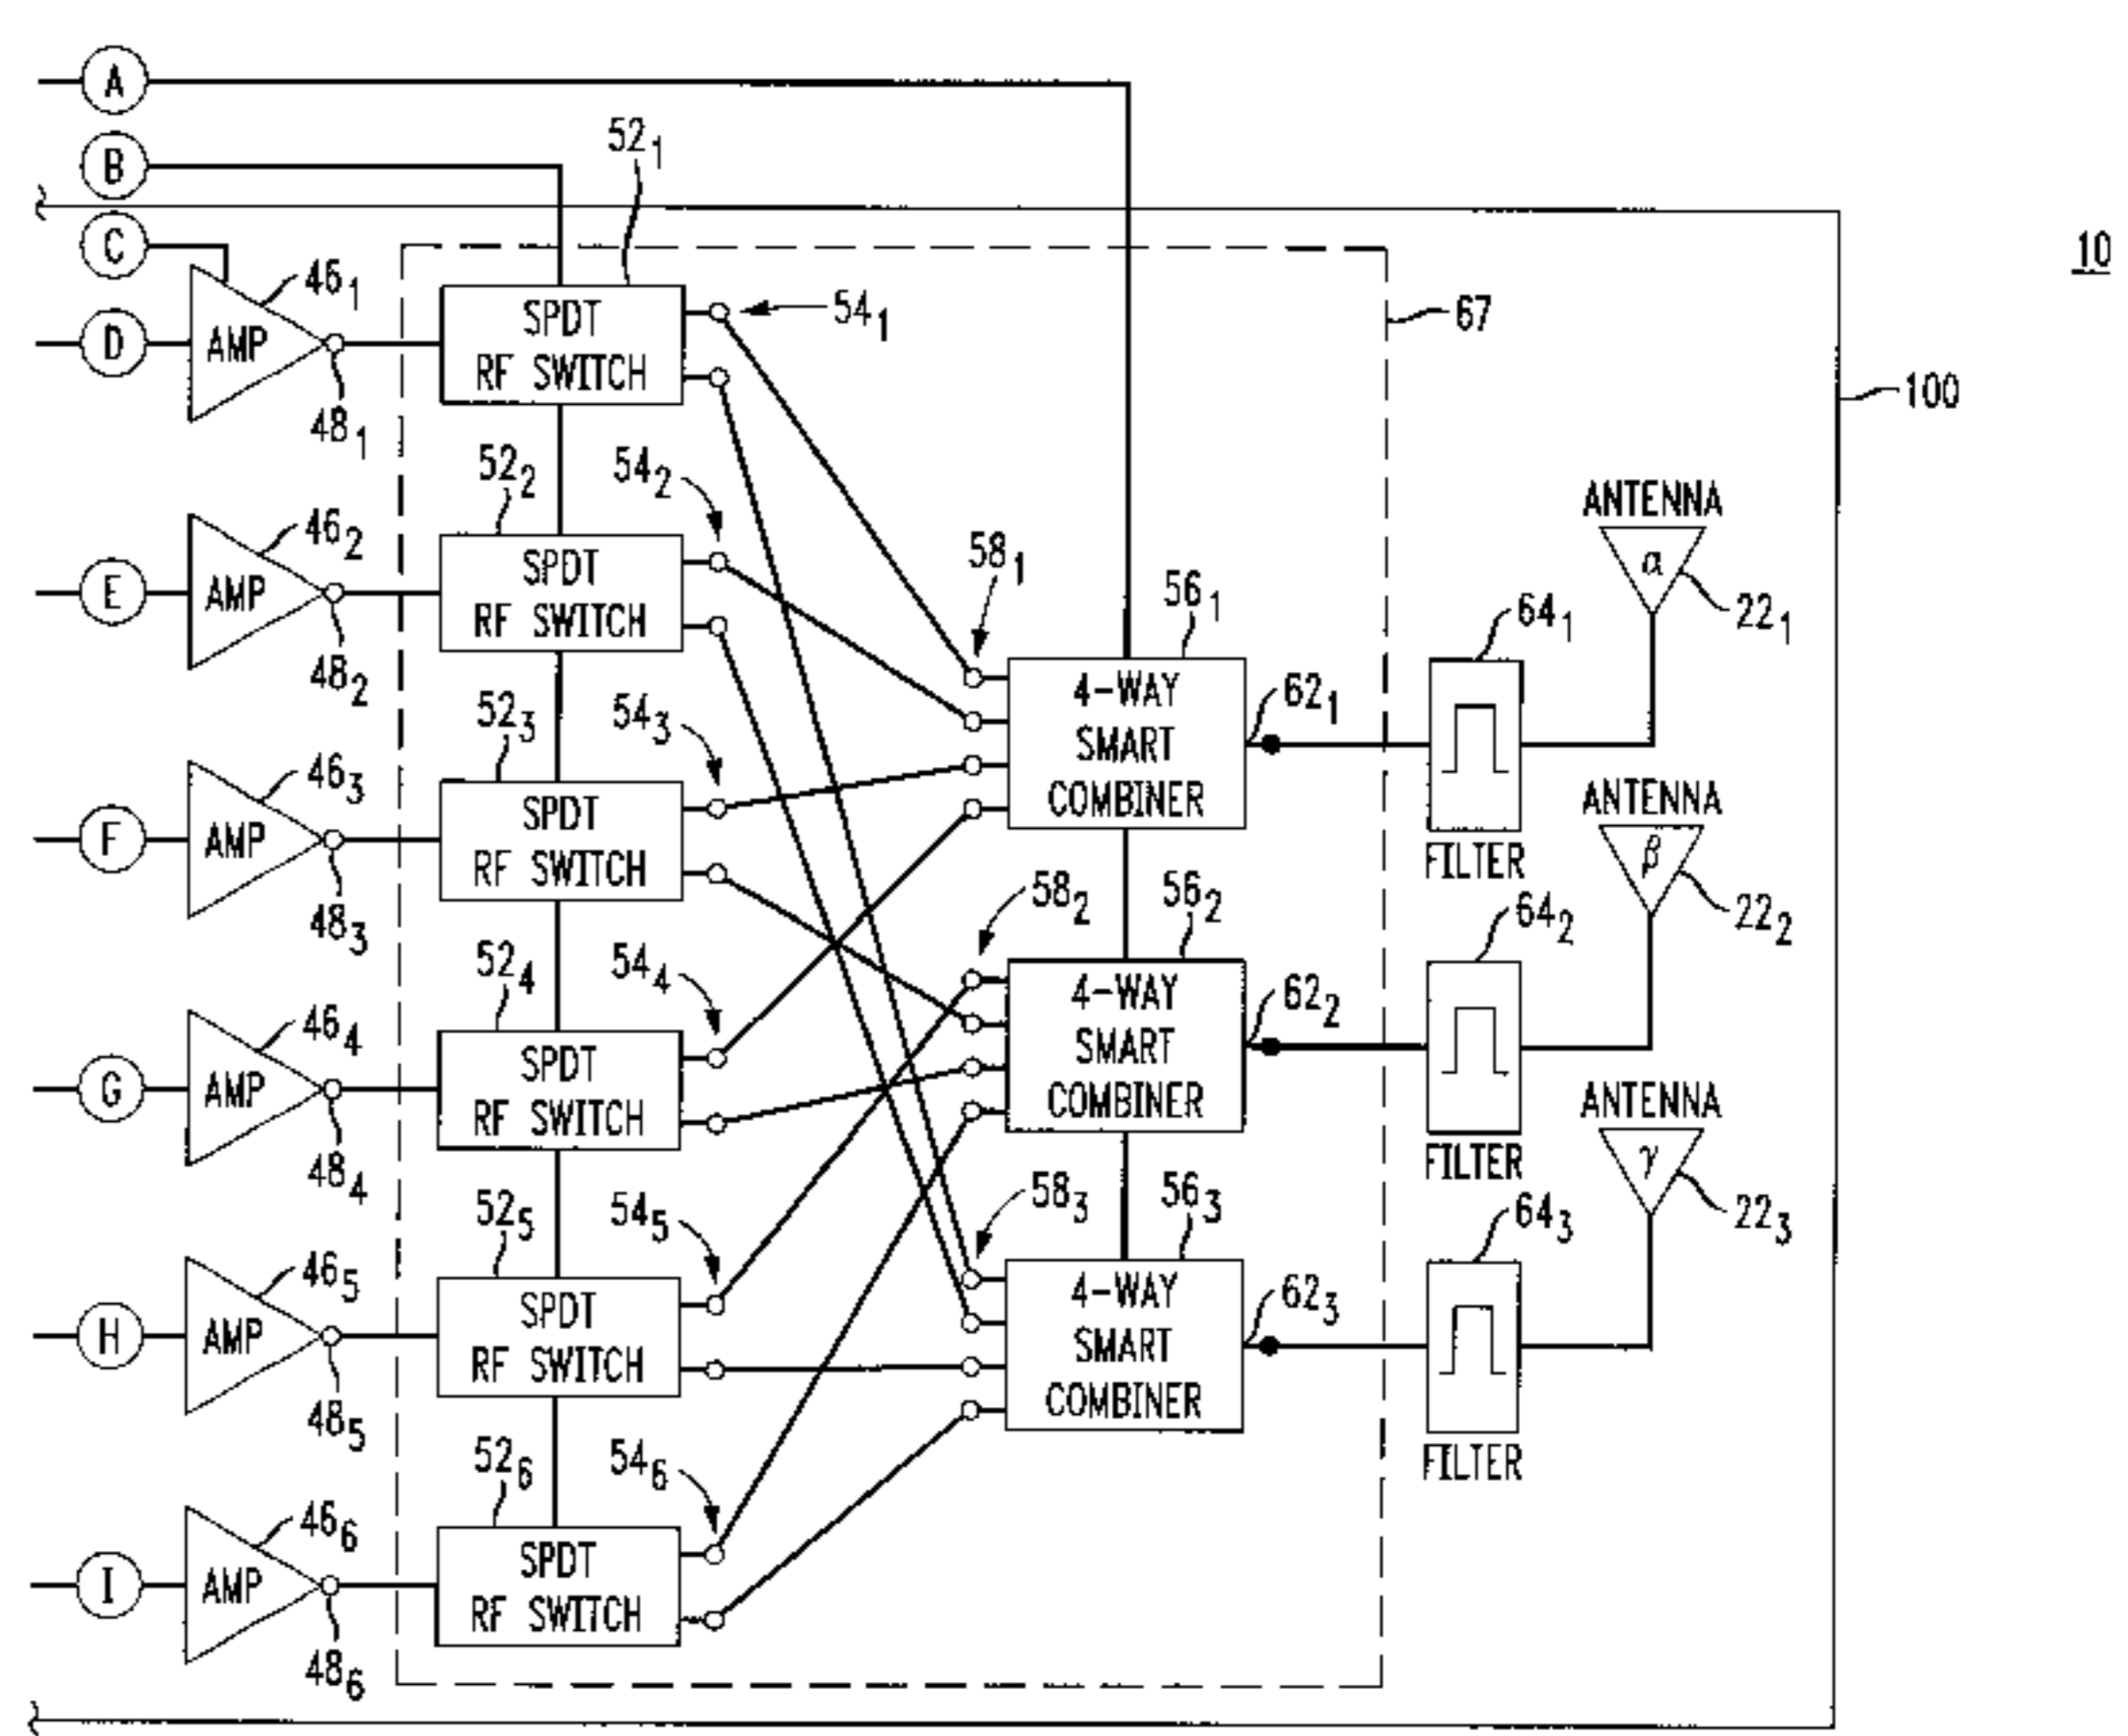 A
B
52₁
C
10
46₁
SPDT
RF SWITCH
54₁
67
D
AMP
48₁
100
52₂
54₂
ANTENNA
α
22₁
46₂
SPDT
RF SWITCH
58₁
56₁
64₁
E
AMP
48₂
4-WAY
SMART
COMBINER
62₁
52₃
54₃
46₃
SPDT
RF SWITCH
ANTENNA
β
22₂
F
AMP
48₃
FILTER
58₂
56₂
64₂
52₄
54₄
4-WAY
SMART
COMBINER
62₂
46₄
SPDT
RF SWITCH
G
AMP
48₄
ANTENNA
γ
22₃
FILTER
58₃
56₃
64₃
52₅
54₅
46₅
SPDT
RF SWITCH
4-WAY
SMART
COMBINER
62₃
H
AMP
48₅
FILTER
52₆
54₆
46₆
SPDT
RF SWITCH
I
AMP
48₆